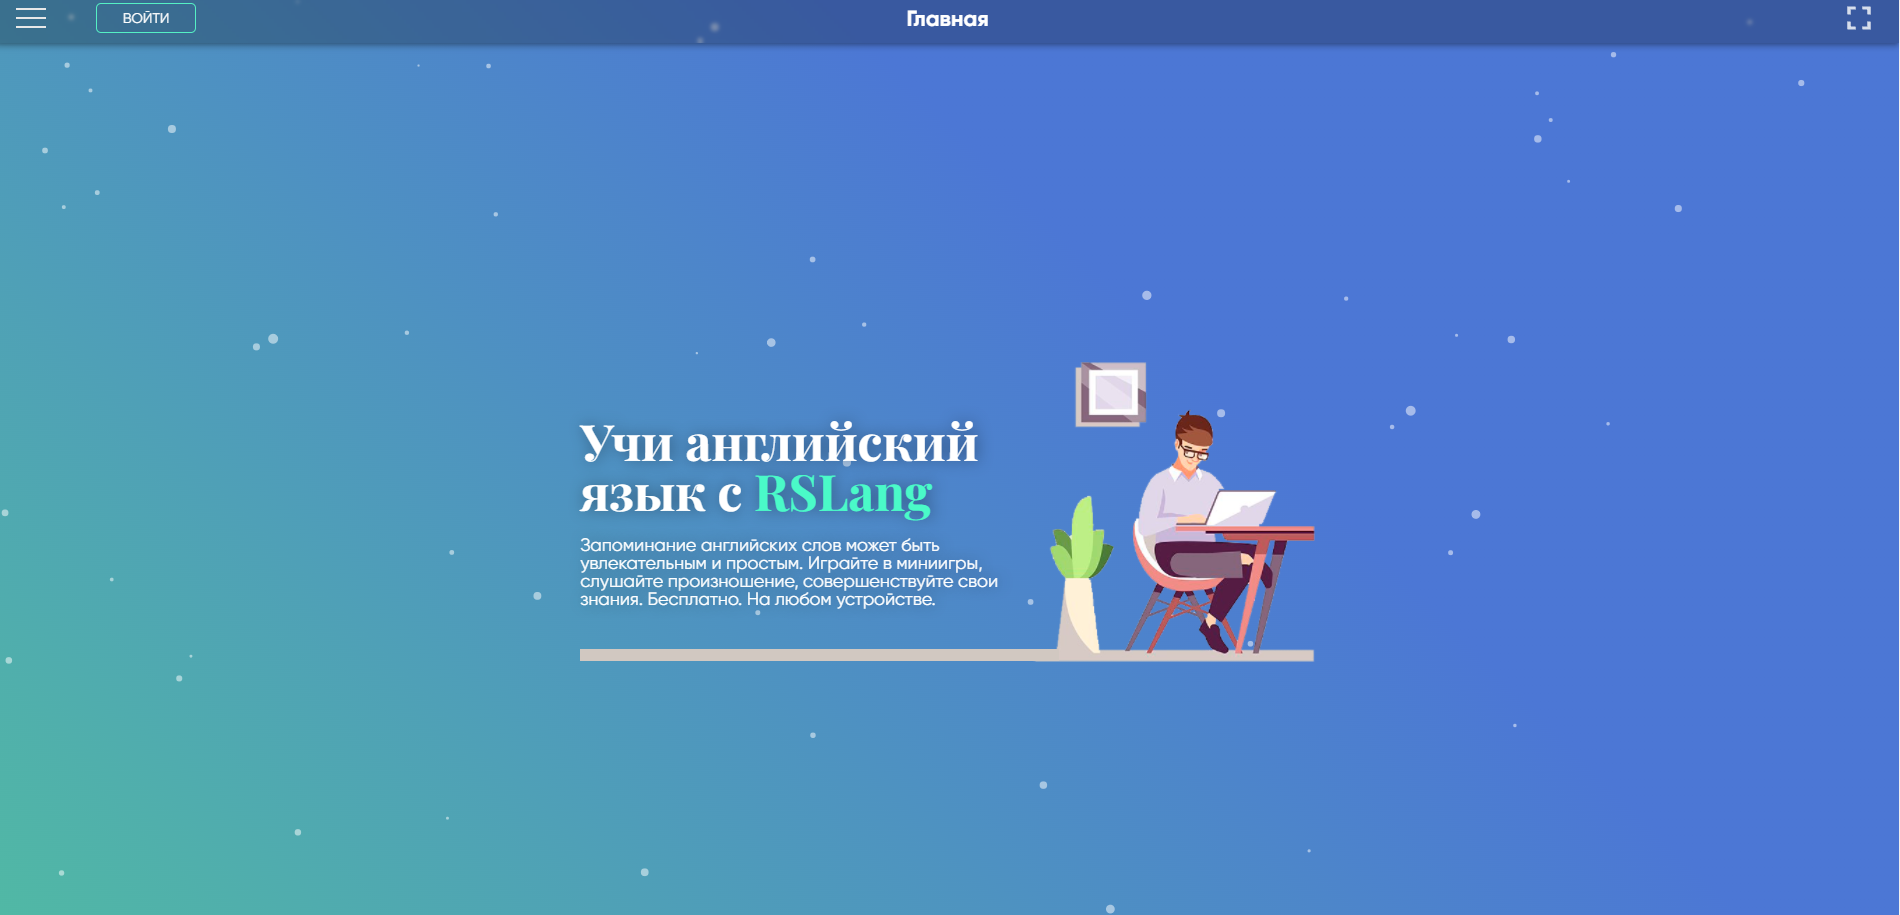 ВОЙТИ
Главная
Учи английский
язык с RSLang
Запоминание английских слов может быть
увлекательным и простым. Играйте в миниигры,
слушайте произношение, совершенствуйте свои
знания. Бесплатно. На любом устройстве.